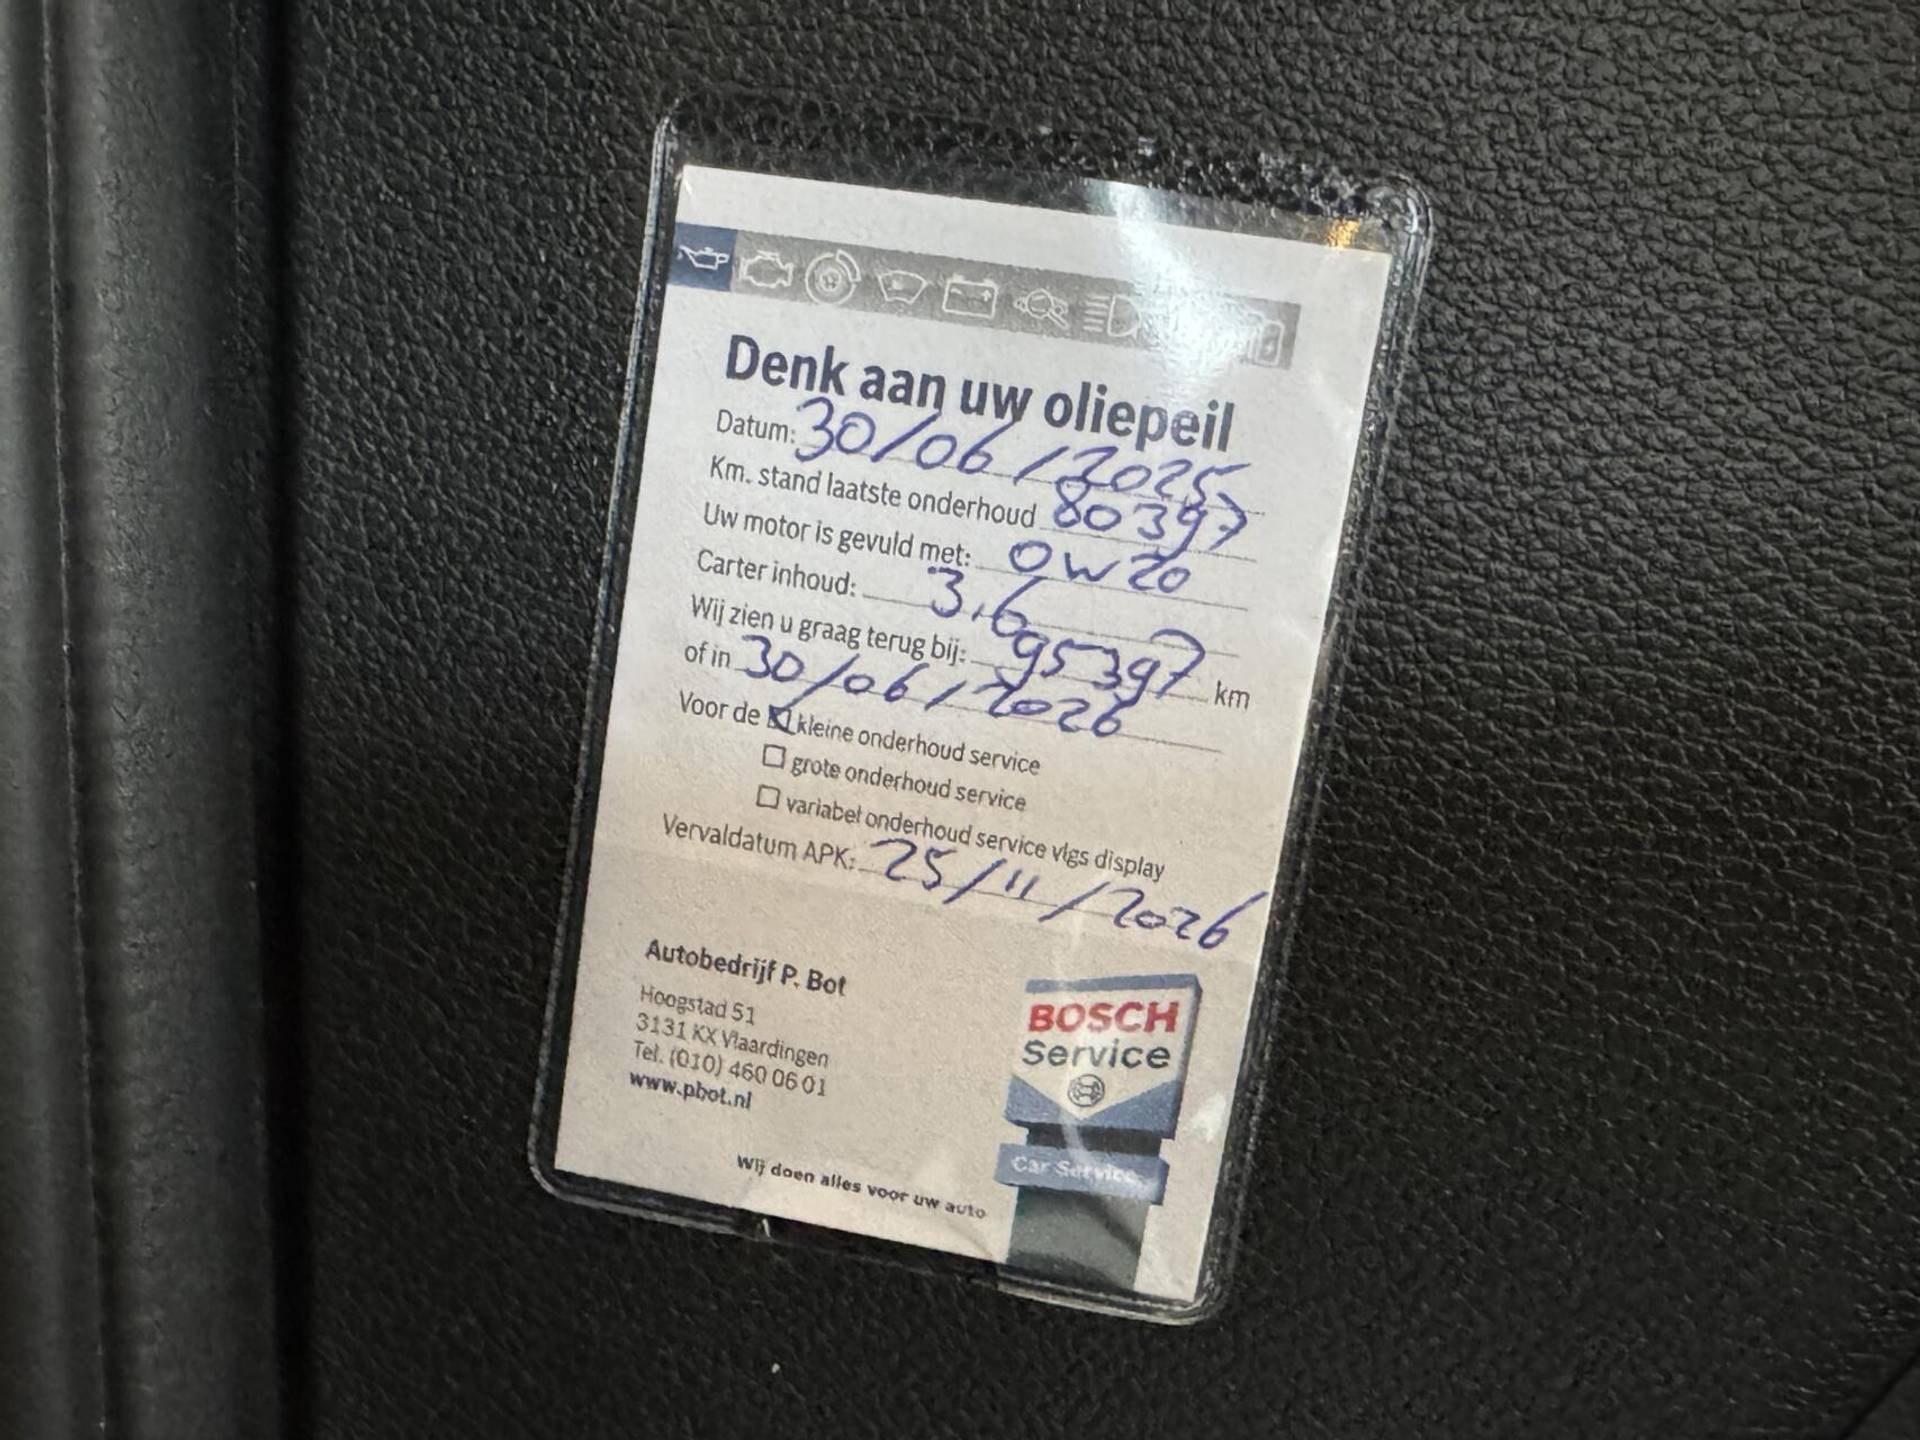 Denk aan uw oliepeil
Datum: 30/06/2025
Km. stand laatste onderhoud 80397
Uw motor is gevuld met: 0W20
Carter inhoud: 3,6
Wij zien u graag terug bij: 95397 km
of in 30/06/2026
Voor de ☒ kleine onderhoud service
☐ grote onderhoud service
☐ variabel onderhoud service vlgs display
Vervaldatum APK: 25/11/2026
Autobedrijf P. Bot
Hoogstad 51
3131 KX Vlaardingen
Tel. (010) 460 06 01
www.pbot.nl
BOSCH
Service
Car Service
Wij doen alles voor uw auto